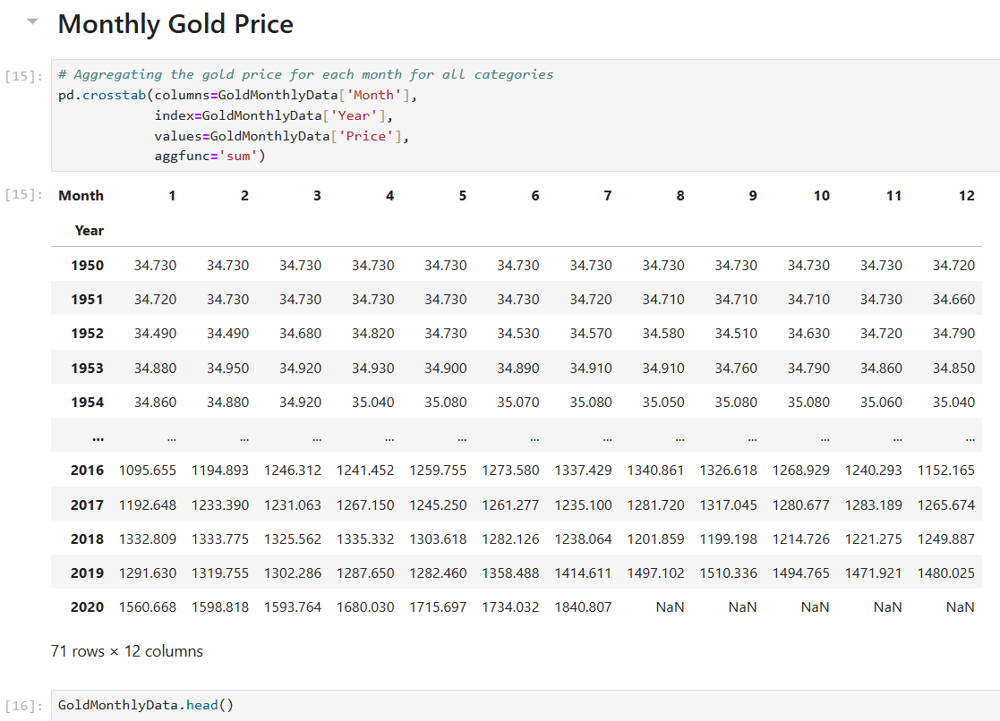 Monthly Gold Price
[15]: # Aggregating the gold price for each month for all categories
pd.crosstab(columns=GoldMonthlyData['Month'],
index=GoldMonthlyData['Year'],
values=GoldMonthlyData['Price'],
aggfunc='sum')
[15]: Month 1 2 3 4 5 6 7 8 9 10 11 12
Year
1950 34.730 34.730 34.730 34.730 34.730 34.730 34.730 34.730 34.730 34.730 34.730 34.720
1951 34.720 34.730 34.730 34.730 34.730 34.730 34.720 34.710 34.710 34.710 34.730 34.660
1952 34.490 34.490 34.680 34.820 34.730 34.530 34.570 34.580 34.510 34.630 34.720 34.790
1953 34.880 34.950 34.920 34.930 34.900 34.890 34.910 34.910 34.760 34.790 34.860 34.850
1954 34.860 34.880 34.920 35.040 35.080 35.070 35.080 35.050 35.080 35.080 35.060 35.040
... ... ... ... ... ... ... ... ... ... ... ... ...
2016 1095.655 1194.893 1246.312 1241.452 1259.755 1273.580 1337.429 1340.861 1326.618 1268.929 1240.293 1152.165
2017 1192.648 1233.390 1231.063 1267.150 1245.250 1261.277 1235.100 1281.720 1317.045 1280.677 1283.189 1265.674
2018 1332.809 1333.775 1325.562 1335.332 1303.618 1282.126 1238.064 1201.859 1199.198 1214.726 1221.275 1249.887
2019 1291.630 1319.755 1302.286 1287.650 1282.460 1358.488 1414.611 1497.102 1510.336 1494.765 1471.921 1480.025
2020 1560.668 1598.818 1593.764 1680.030 1715.697 1734.032 1840.807 NaN NaN NaN NaN NaN
71 rows × 12 columns
[16]: GoldMonthlyData.head()